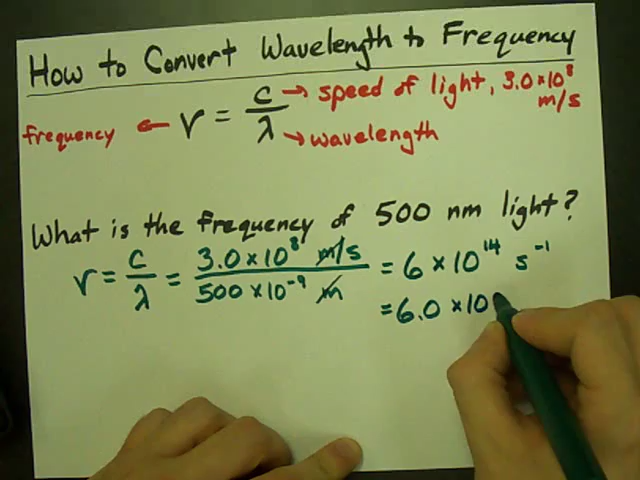 How to Convert Wavelength to Frequency
frequency ← ν = c/λ → speed of light, 3.0×10⁸ m/s
→ wavelength
What is the frequency of 500 nm light?
ν = c/λ = 3.0×10⁸ m/s / 500×10⁻⁹ m = 6×10¹⁴ s⁻¹
= 6.0×10